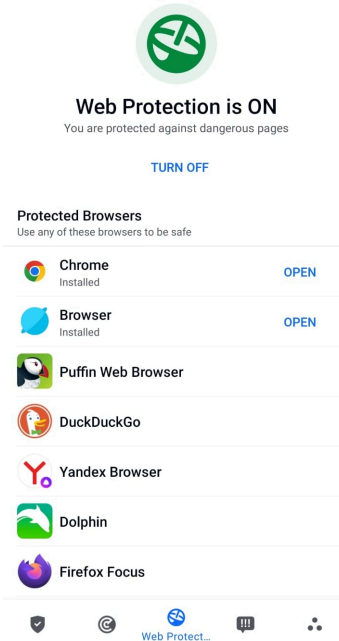 Web Protection is ON
You are protected against dangerous pages
TURN OFF
Protected Browsers
Use any of these browsers to be safe
Chrome
Installed
OPEN
Browser
Installed
OPEN
Puffin Web Browser
DuckDuckGo
Yandex Browser
Dolphin
Firefox Focus
Web Protect...